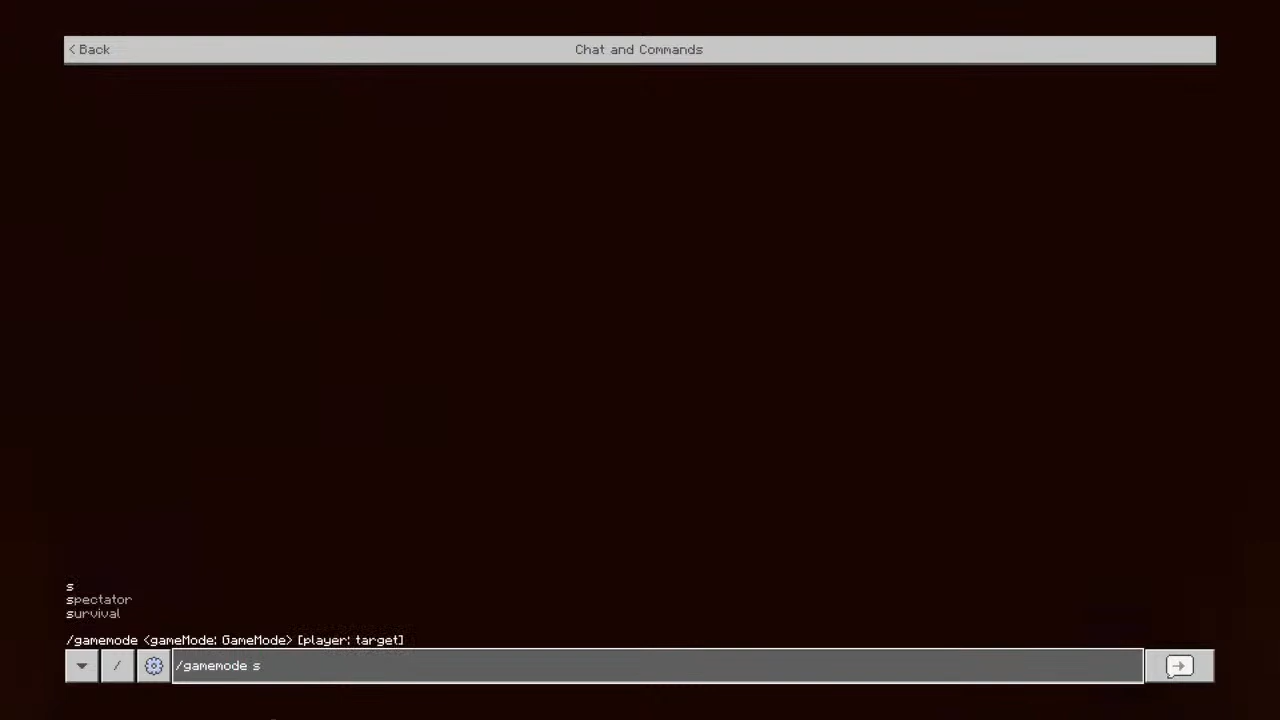 < Back
Chat and Commands
s
spectator
survival
/gamemode <gameMode: GameMode> [player: target]
/
/gamemode s